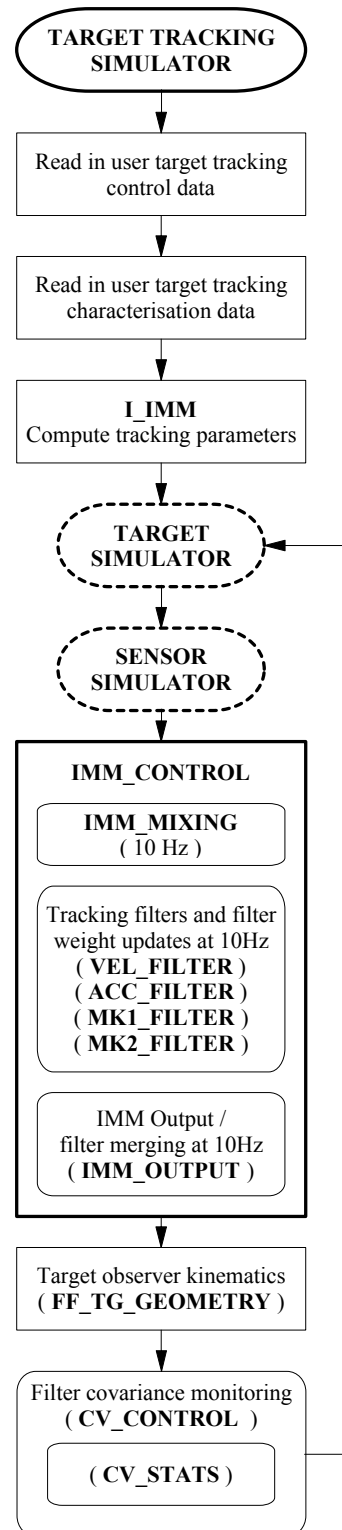 TARGET TRACKING
SIMULATOR
Read in user target tracking
control data
Read in user target tracking
characterisation data
I_IMM
Compute tracking parameters
TARGET
SIMULATOR
SENSOR
SIMULATOR
IMM_CONTROL
IMM_MIXING
( 10 Hz )
Tracking filters and filter
weight updates at 10Hz
( VEL_FILTER )
( ACC_FILTER )
( MK1_FILTER )
( MK2_FILTER )
IMM Output /
filter merging at 10Hz
( IMM_OUTPUT )
Target observer kinematics
( FF_TG_GEOMETRY )
Filter covariance monitoring
( CV_CONTROL )
( CV_STATS )